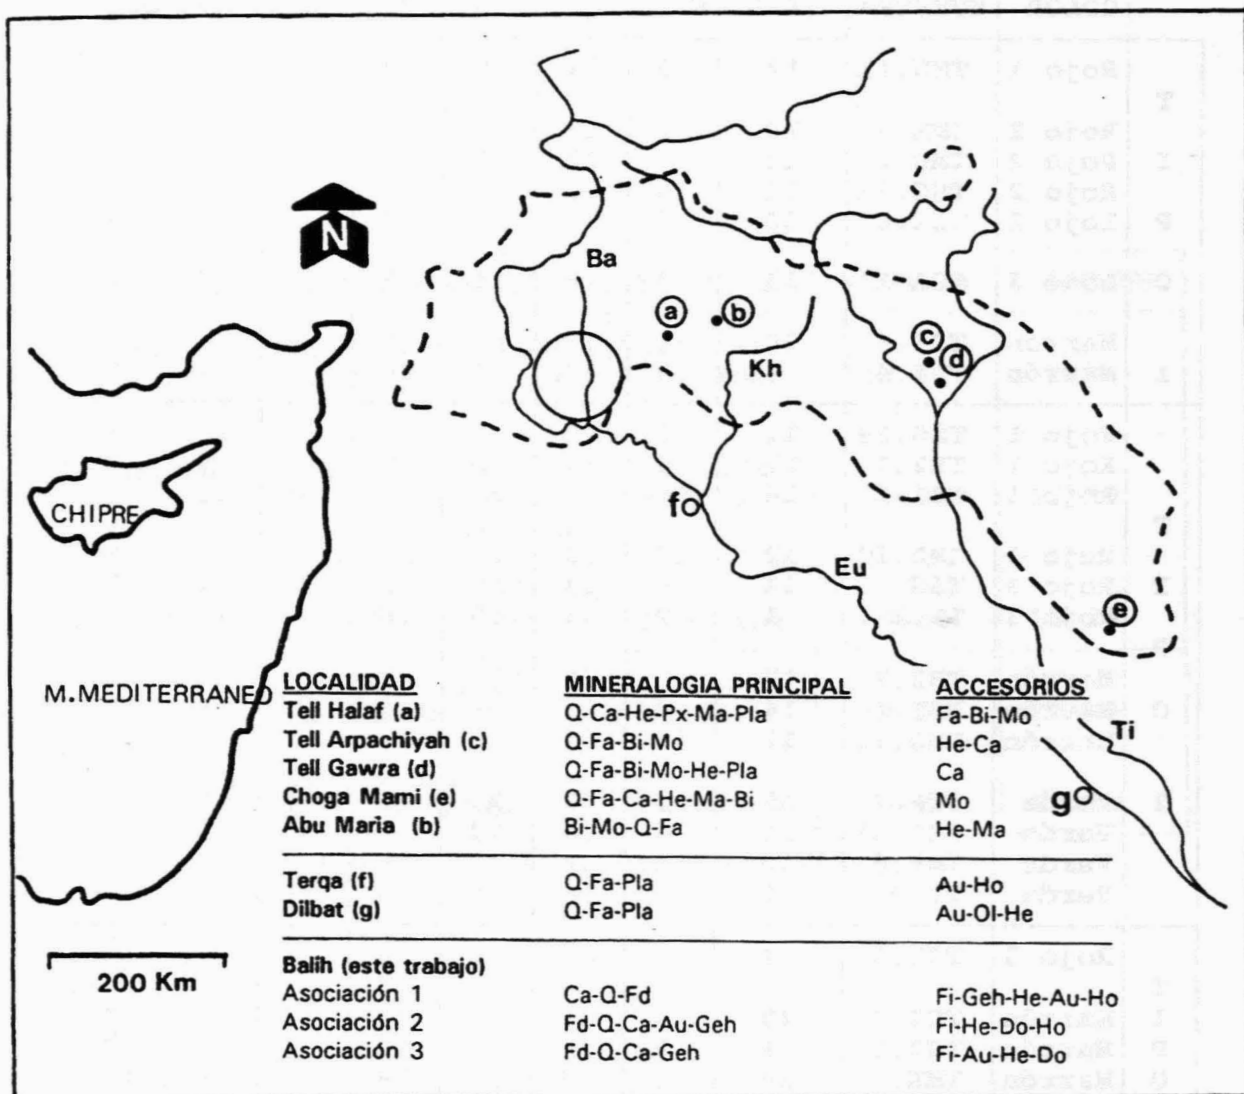 N
Ba
a
b
c
d
Kh
CHIPRE
f
Eu
e
M.MEDITERRANEO
LOCALIDAD MINERALOGIA PRINCIPAL ACCESORIOS
Tell Halaf (a) Q-Ca-He-Px-Ma-Pla Fa-Bi-Mo
Tell Arpachiyah (c) Q-Fa-Bi-Mo He-Ca
Tell Gawra (d) Q-Fa-Bi-Mo-He-Pla Ca
Choga Mami (e) Q-Fa-Ca-He-Ma-Bi Mo
Abu Maria (b) Bi-Mo-Q-Fa He-Ma
Ti
g
Terqa (f) Q-Fa-Pla Au-Ho
Dilbat (g) Q-Fa-Pla Au-Ol-He
200 Km
Balih (este trabajo)
Asociación 1 Ca-Q-Fd Fi-Geh-He-Au-Ho
Asociación 2 Fd-Q-Ca-Au-Geh Fi-He-Do-Ho
Asociación 3 Fd-Q-Ca-Geh Fi-Au-He-Do